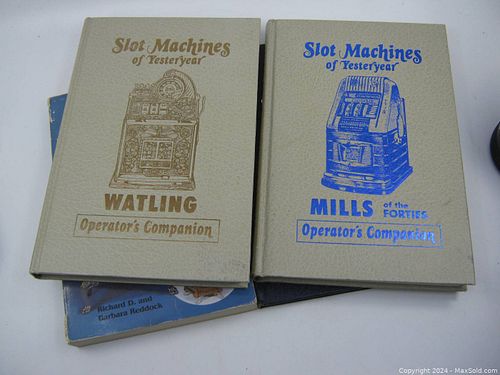 Slot Machines
of Yesteryear
WATLING
Operator's Companion
Slot Machines
of Yesteryear
MILLS of the
FORTIES
Operator's Companion
Richard D. and
Barbara Reddock
Copyright 2024 - MaxSold.com